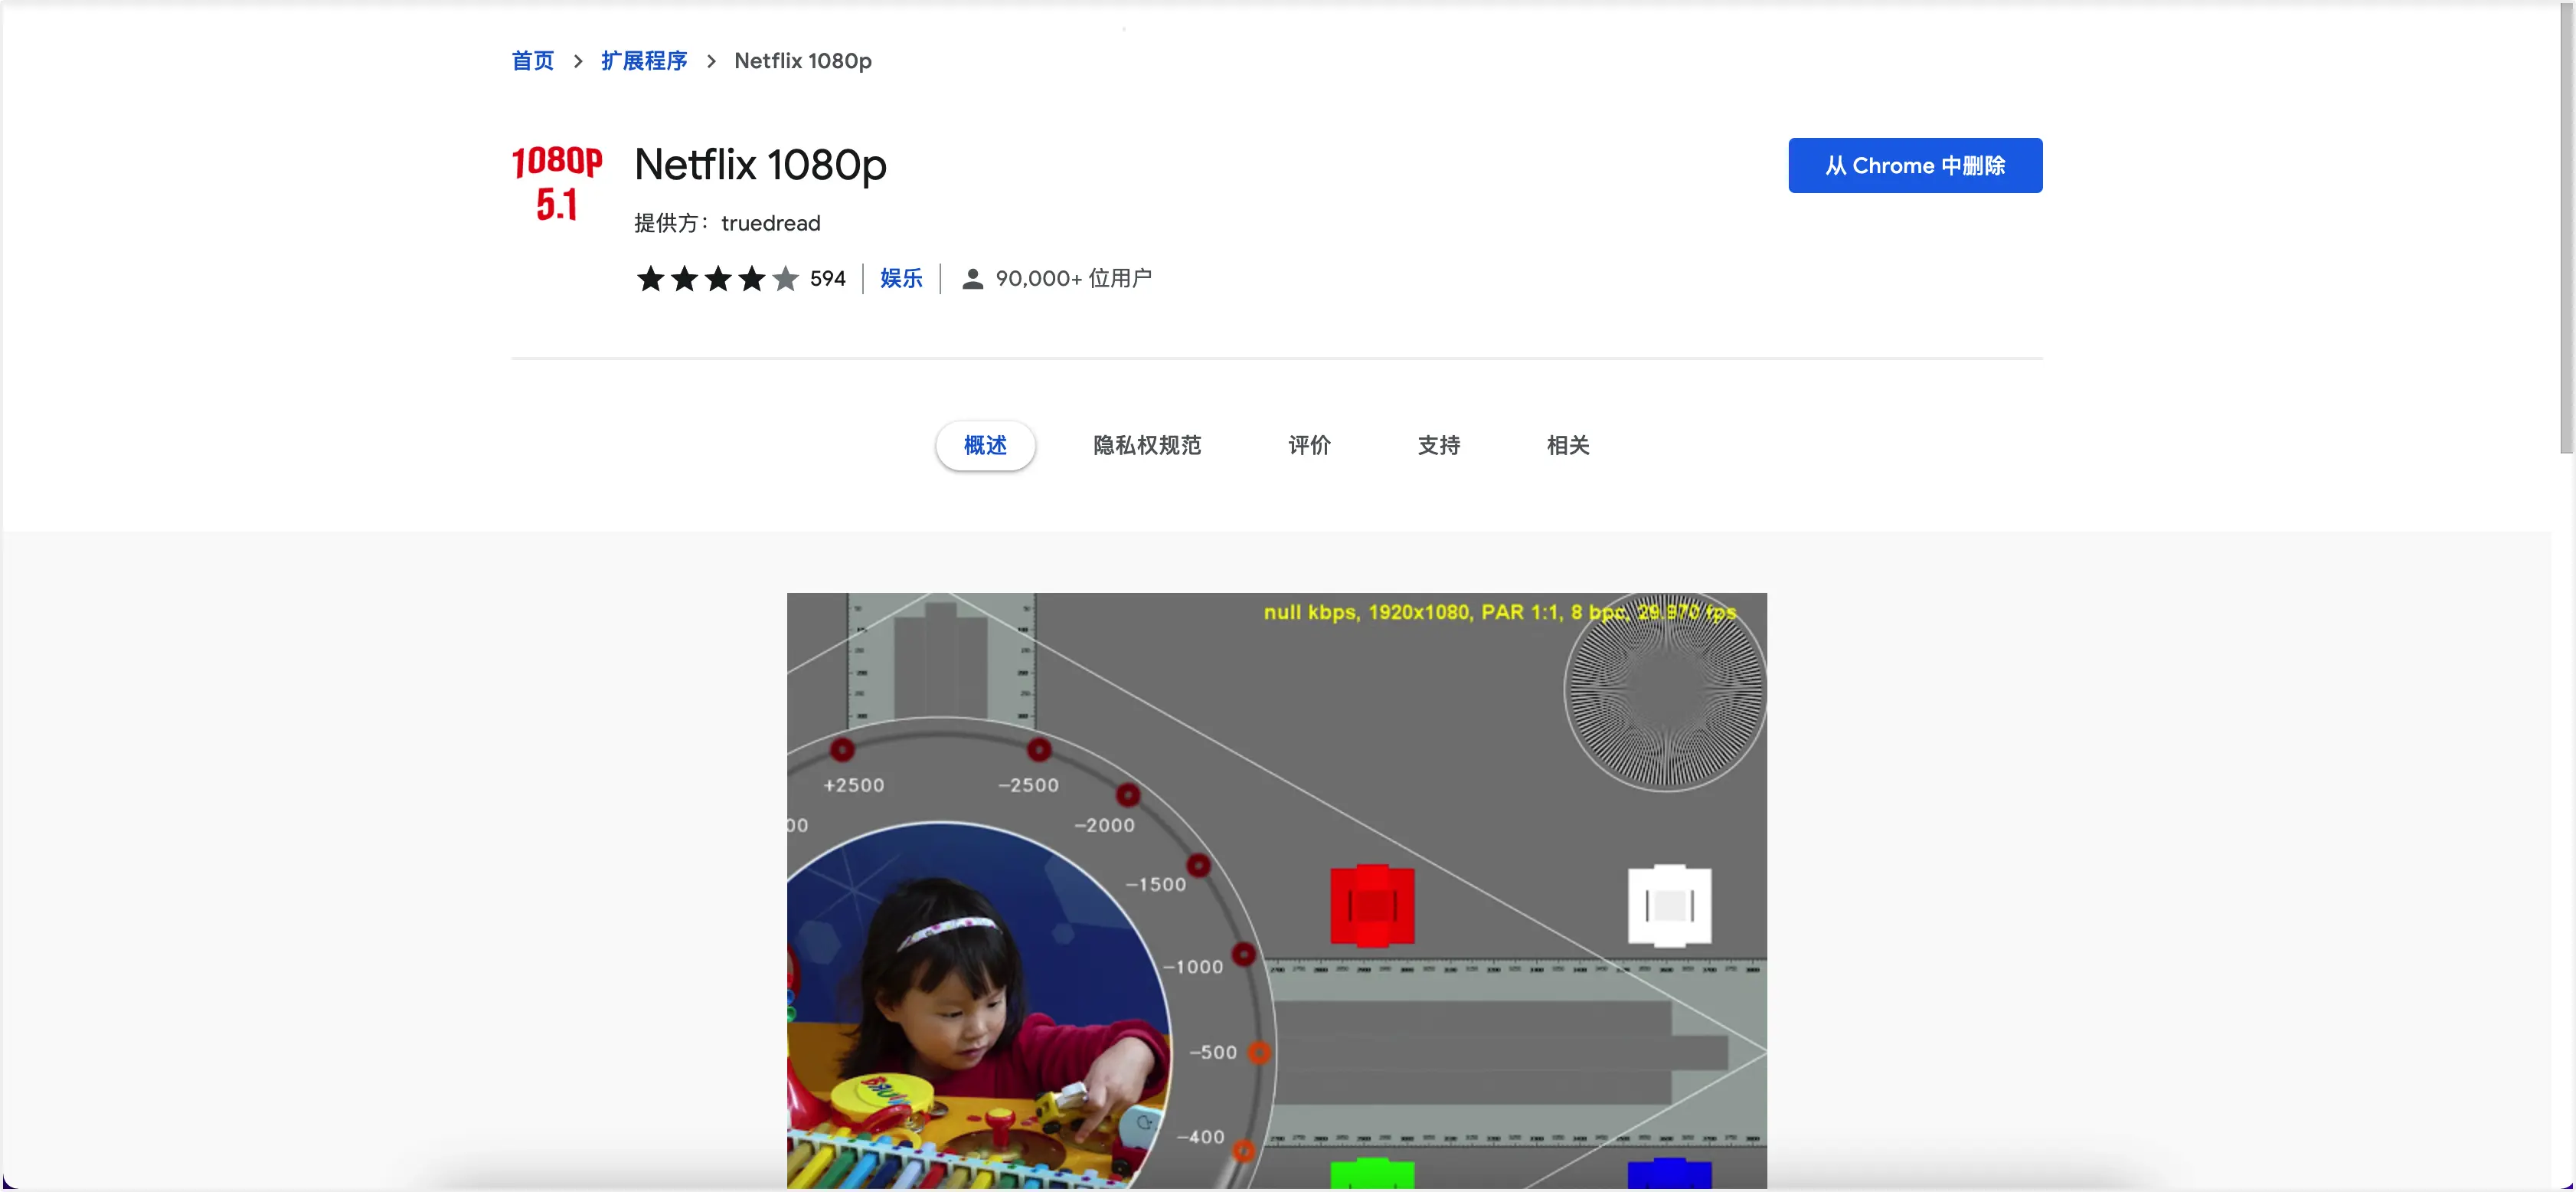 首页 > 扩展程序 > Netflix 1080p
1080P
5.1
Netflix 1080p
从 Chrome 中删除
提供方：truedread
594
娱乐
90,000+ 位用户
概述
隐私权规范
评价
支持
相关
null kbps, 1920x1080, PAR 1:1, 8 bpc, 29.970 fps
+2500
-2500
00
-2000
-1500
-1000
-500
-400